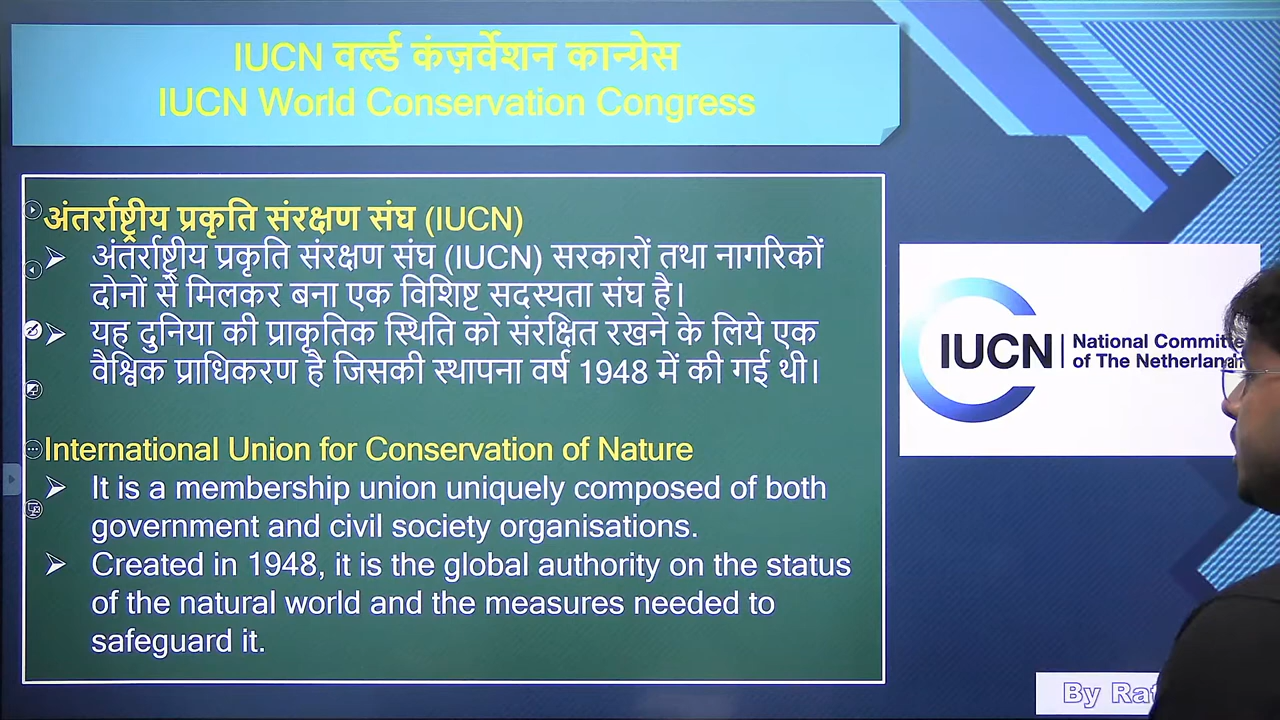 IUCN वर्ल्ड कंज़र्वेशन कान्ग्रेस
IUCN World Conservation Congress
अंतर्राष्ट्रीय प्रकृति संरक्षण संघ (IUCN)
➢ अंतर्राष्ट्रीय प्रकृति संरक्षण संघ (IUCN) सरकारों तथा नागरिकों
दोनों से मिलकर बना एक विशिष्ट सदस्यता संघ है।
➢ यह दुनिया की प्राकृतिक स्थिति को संरक्षित रखने के लिये एक
वैश्विक प्राधिकरण है जिसकी स्थापना वर्ष 1948 में की गई थी।
International Union for Conservation of Nature
➢ It is a membership union uniquely composed of both
government and civil society organisations.
➢ Created in 1948, it is the global authority on the status
of the natural world and the measures needed to
safeguard it.
IUCN
National
of The
By